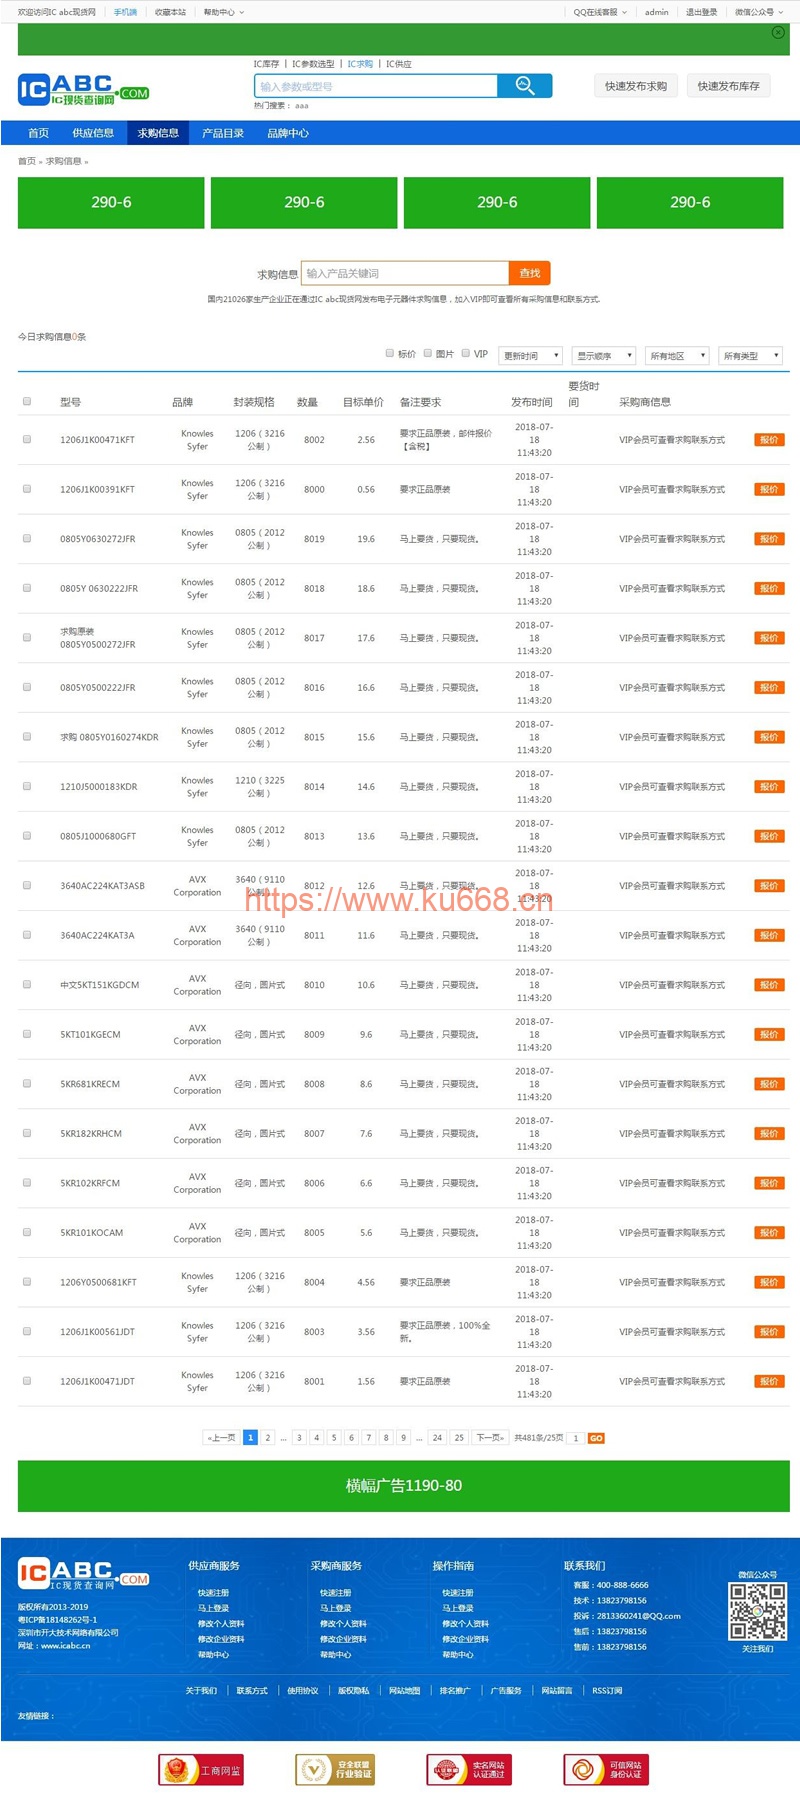 欢迎访问IC abc现货网 手机端 收藏本站 帮助中心 QQ在线客服 admin 退出登录 微信公众号
IC库存 | IC参数选型 | IC求购 | IC供应
ICABC.COM
IC现货查询网
输入参数或型号
快速发布求购 快速发布库存
热门搜索： aaa
首页 供应信息 求购信息 产品目录 品牌中心
首页 » 求购信息 »
290-6 290-6 290-6 290-6
求购信息 输入产品关键词 查找
国内21026家生产企业正在通过IC abc现货网发布电子元器件求购信息，加入VIP即可查看所有采购信息和联系方式.
今日求购信息0条
标价 图片 VIP 更新时间 显示顺序 所有地区 所有类型
型号 品牌 封装规格 数量 目标单价 备注要求 发布时间 要货时间 采购商信息
1206J1K00471KFT Knowles Syfer 1206（3216公制） 8002 2.56 要求正品原装，邮件报价【含税】 2018-07-18 11:43:20 VIP会员可查看求购联系方式 报价
1206J1K00391KFT Knowles Syfer 1206（3216公制） 8000 0.56 要求正品原装 2018-07-18 11:43:20 VIP会员可查看求购联系方式 报价
0805Y0630272JFR Knowles Syfer 0805（2012公制） 8019 19.6 马上要货，只要现货。 2018-07-18 11:43:20 VIP会员可查看求购联系方式 报价
0805Y 0630222JFR Knowles Syfer 0805（2012公制） 8018 18.6 马上要货，只要现货。 2018-07-18 11:43:20 VIP会员可查看求购联系方式 报价
求购原装 0805Y0500272JFR Knowles Syfer 0805（2012公制） 8017 17.6 马上要货，只要现货。 2018-07-18 11:43:20 VIP会员可查看求购联系方式 报价
0805Y0500222JFR Knowles Syfer 0805（2012公制） 8016 16.6 马上要货，只要现货。 2018-07-18 11:43:20 VIP会员可查看求购联系方式 报价
求购 0805Y0160274KDR Knowles Syfer 0805（2012公制） 8015 15.6 马上要货，只要现货。 2018-07-18 11:43:20 VIP会员可查看求购联系方式 报价
1210J5000183KDR Knowles Syfer 1210（3225公制） 8014 14.6 马上要货，只要现货。 2018-07-18 11:43:20 VIP会员可查看求购联系方式 报价
0805J1000680GFT Knowles Syfer 0805（2012公制） 8013 13.6 马上要货，只要现货。 2018-07-18 11:43:20 VIP会员可查看求购联系方式 报价
3640AC224KAT3ASB AVX Corporation 3640（9110公制） 8012 12.6 马上要货，只要现货。 2018-07-18 11:43:20 VIP会员可查看求购联系方式 报价
https://www.ku668.cn
3640AC224KAT3A AVX Corporation 3640（9110公制） 8011 11.6 马上要货，只要现货。 2018-07-18 11:43:20 VIP会员可查看求购联系方式 报价
中文5KT151KGDCM AVX Corporation 径向，圆片式 8010 10.6 马上要货，只要现货。 2018-07-18 11:43:20 VIP会员可查看求购联系方式 报价
5KT101KGECM AVX Corporation 径向，圆片式 8009 9.6 马上要货，只要现货。 2018-07-18 11:43:20 VIP会员可查看求购联系方式 报价
5KR681KRECM AVX Corporation 径向，圆片式 8008 8.6 马上要货，只要现货。 2018-07-18 11:43:20 VIP会员可查看求购联系方式 报价
5KR182KRHCM AVX Corporation 径向，圆片式 8007 7.6 马上要货，只要现货。 2018-07-18 11:43:20 VIP会员可查看求购联系方式 报价
5KR102KRFCM AVX Corporation 径向，圆片式 8006 6.6 马上要货，只要现货。 2018-07-18 11:43:20 VIP会员可查看求购联系方式 报价
5KR101KOCAM AVX Corporation 径向，圆片式 8005 5.6 马上要货，只要现货。 2018-07-18 11:43:20 VIP会员可查看求购联系方式 报价
1206Y0500681KFT Knowles Syfer 1206（3216公制） 8004 4.56 要求正品原装 2018-07-18 11:43:20 VIP会员可查看求购联系方式 报价
1206J1K00561JDT Knowles Syfer 1206（3216公制） 8003 3.56 要求正品原装，100%全新。 2018-07-18 11:43:20 VIP会员可查看求购联系方式 报价
1206J1K00471JDT Knowles Syfer 1206（3216公制） 8001 1.56 要求正品原装 2018-07-18 11:43:20 VIP会员可查看求购联系方式 报价
«上一页 1 2 ... 3 4 5 6 7 8 9 ... 24 25 下一页» 共481条/25页 1 GO
横幅广告1190-80
ICABC.COM
IC现货查询网
版权所有2013-2019
粤ICP备18148262号-1
深圳市开大技术网络有限公司
网址：www.icabc.cn
供应商服务
快速注册
马上登录
修改个人资料
修改企业资料
帮助中心
采购商服务
快速注册
马上登录
修改个人资料
修改企业资料
帮助中心
操作指南
快速注册
马上登录
修改个人资料
修改企业资料
帮助中心
联系我们
客服：400-888-6666
技术：13823798156
投诉：2813360241@QQ.com
售后：13823798156
售前：13823798156
微信公众号
关注我们
关于我们 | 联系方式 | 使用协议 | 版权隐私 | 网站地图 | 排名推广 | 广告服务 | 网站留言 | RSS订阅
友情链接：
工商网监
安全联盟
行业验证
实名网站
认证通过
可信网站
身份认证